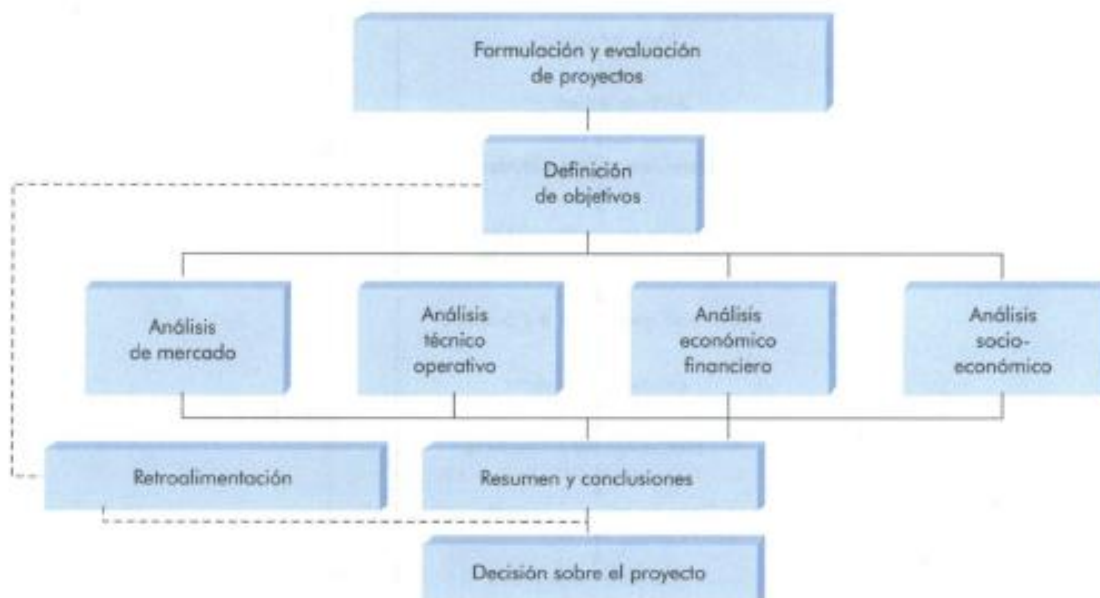 Formulación y evaluación
de proyectos
Definición
de objetivos
Análisis
de mercado
Análisis
técnico
operativo
Análisis
económico
financiero
Análisis
socio-
económico
Retroalimentación
Resumen y conclusiones
Decisión sobre el proyecto